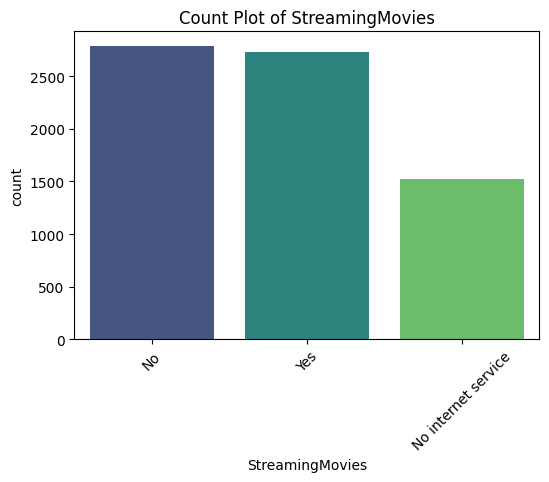 Count Plot of StreamingMovies
count
2500
2000
1500
1000
500
0
No
Yes
No internet service
StreamingMovies